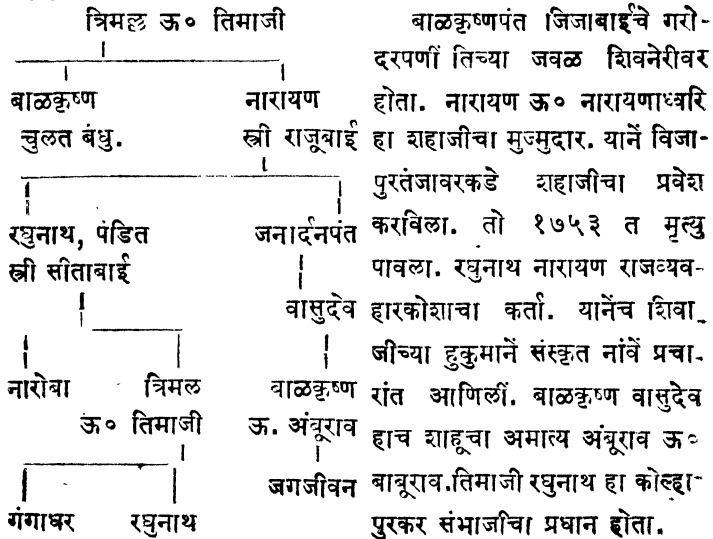 त्रिमल ऊ० तिमाजी
बाळकृष्ण नारायण
चुलत बंधु. स्त्री राजूबाई
रघुनाथ, पंडित जनार्दनपंत
स्त्री सीताबाई
वासुदेव
नारोबा त्रिमल बाळकृष्ण
ऊ० तिमाजी ऊ. अंबूराव
जगजीवन
गंगाधर रघुनाथ
बाळकृष्णपंत जिजाबाईचे गरो-
दरपणीं तिच्या जवळ शिवनेरीवर
होता. नारायण ऊ० नारायणाध्वरि
हा शहाजीचा मुज्मुदार. यानें विजा-
पुरतंजावरकडे शहाजीचा प्रवेश
करविला. तो १७५३ त मृत्यु
पावला. रघुनाथ नारायण राजव्यव-
हारकोशाचा कर्ता. यानेंच शिवा-
जीच्या हुकुमानें संस्कृत नांवें प्रचा-
रांत आणिलीं. बाळकृष्ण वासुदेव
हाच शाहूचा अमात्य अंबूराव ऊ०
बाबूराव.तिमाजी रघुनाथ हा कोल्हा-
पुरकर संभाजीचा प्रधान होता.